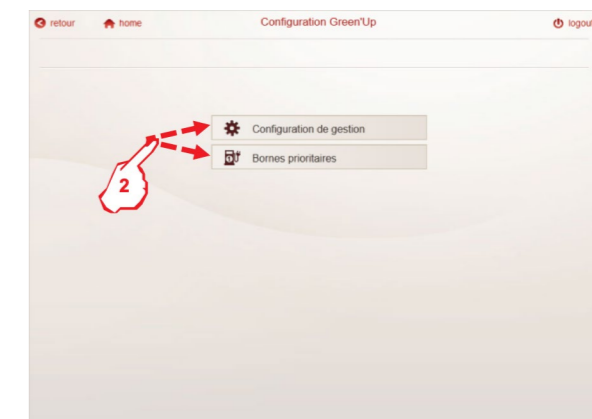 retour home Configuration Green'Up logout
Configuration de gestion
Bornes prioritaires
2